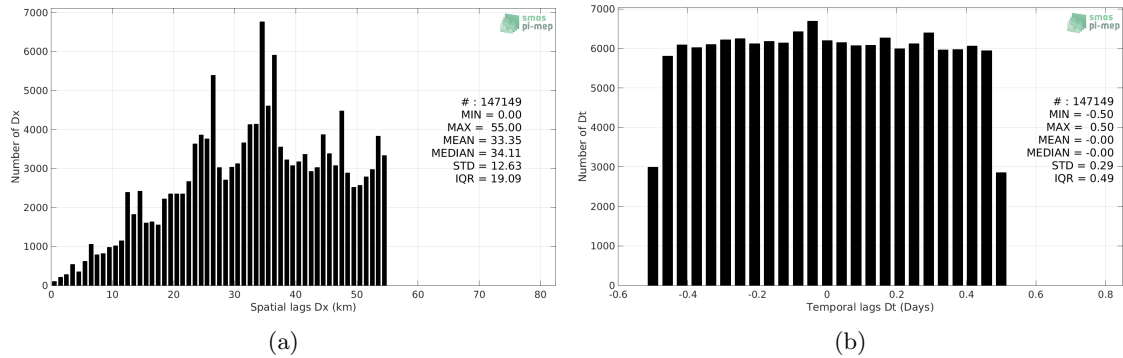 smos
pi-mep
7000
6000
5000
4000
3000
2000
1000
0
Number of Dx
# : 147149
MIN = 0.00
MAX = 55.00
MEAN = 33.35
MEDIAN = 34.11
STD = 12.63
IQR = 19.09
0 10 20 30 40 50 60 70 80
Spatial lags Dx (km)
(a)
smos
pi-mep
7000
6000
5000
4000
3000
2000
1000
0
Number of Dt
# : 147149
MIN = -0.50
MAX = 0.50
MEAN = -0.00
MEDIAN = -0.00
STD = 0.29
IQR = 0.49
-0.6 -0.4 -0.2 0 0.2 0.4 0.6 0.8
Temporal lags Dt (Days)
(b)